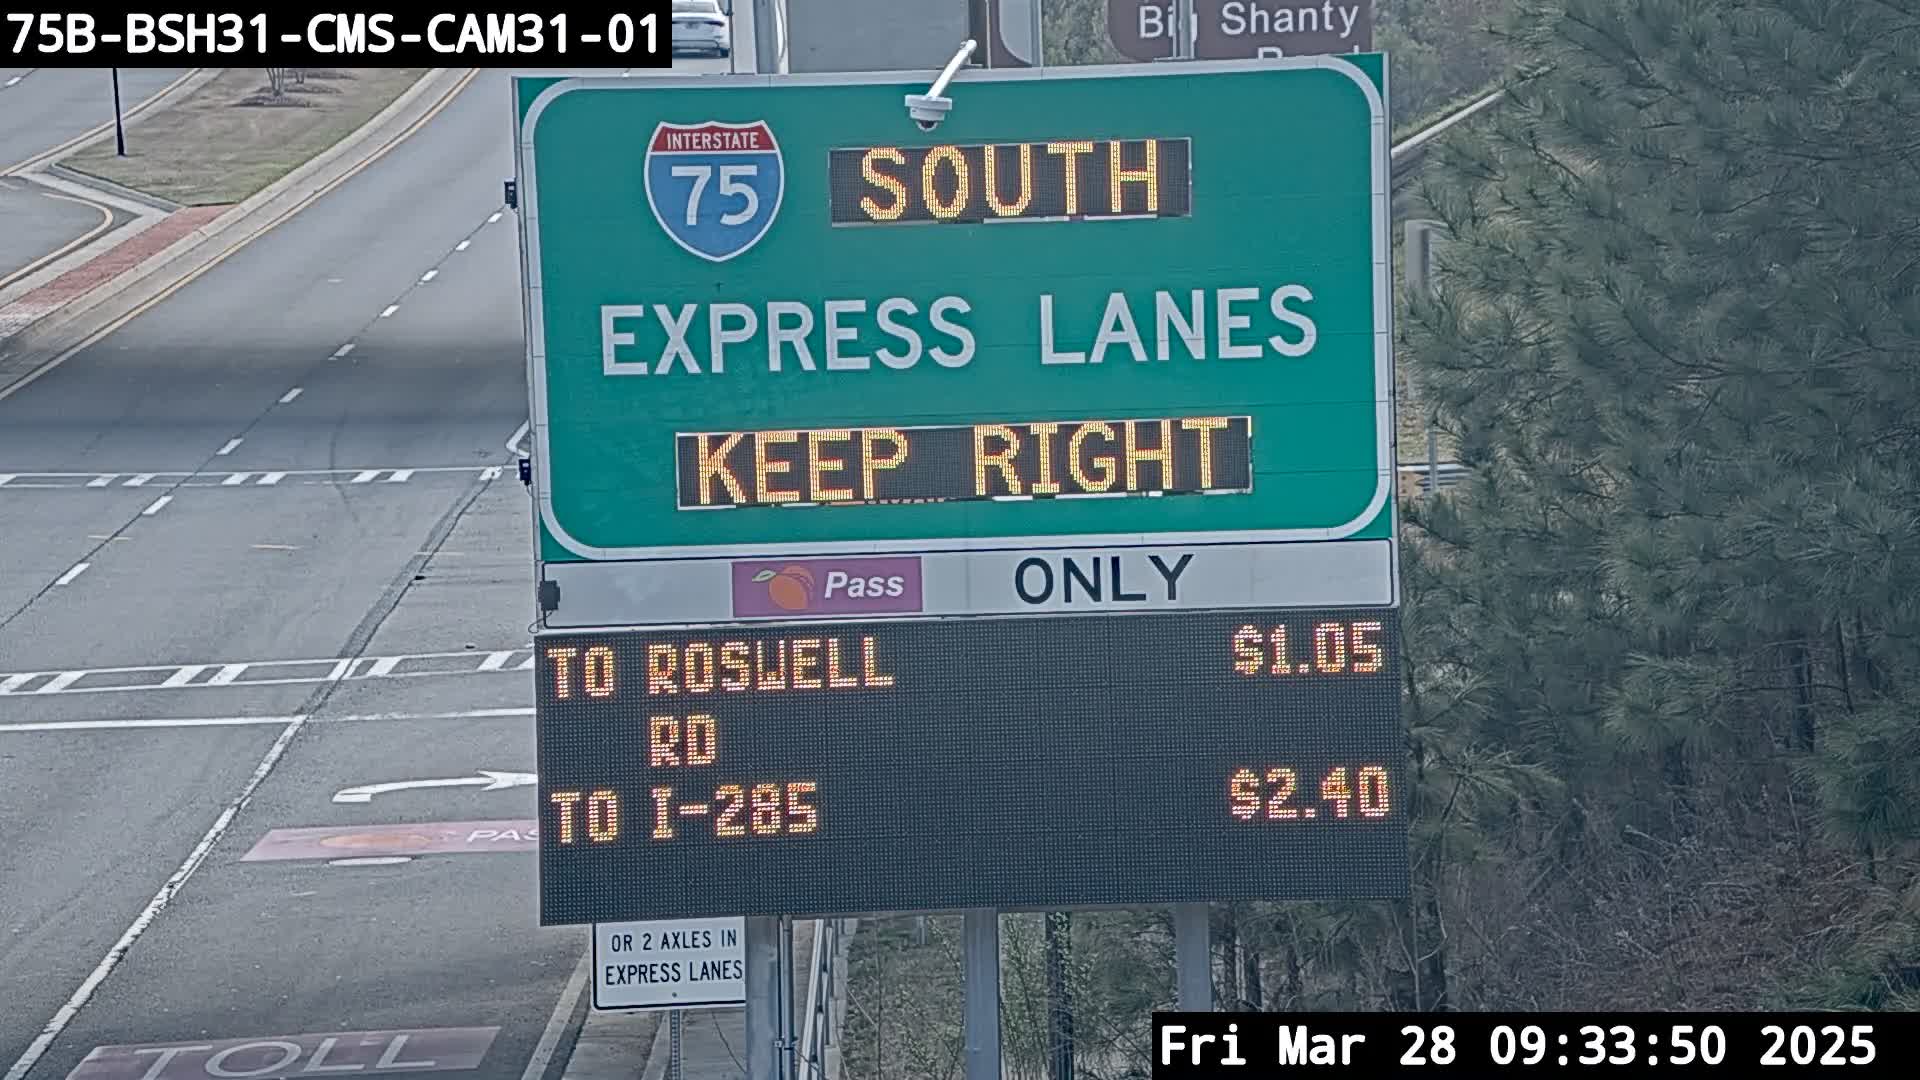 75B-BSH31-CMS-CAM31-01
Big Shanty
INTERSTATE
75
SOUTH
EXPRESS LANES
KEEP RIGHT
Pass ONLY
TO ROSWELL $1.05
RD
TO I-285 $2.40
PAS
OR 2 AXLES IN
EXPRESS LANES
TOLL
Fri Mar 28 09:33:50 2025